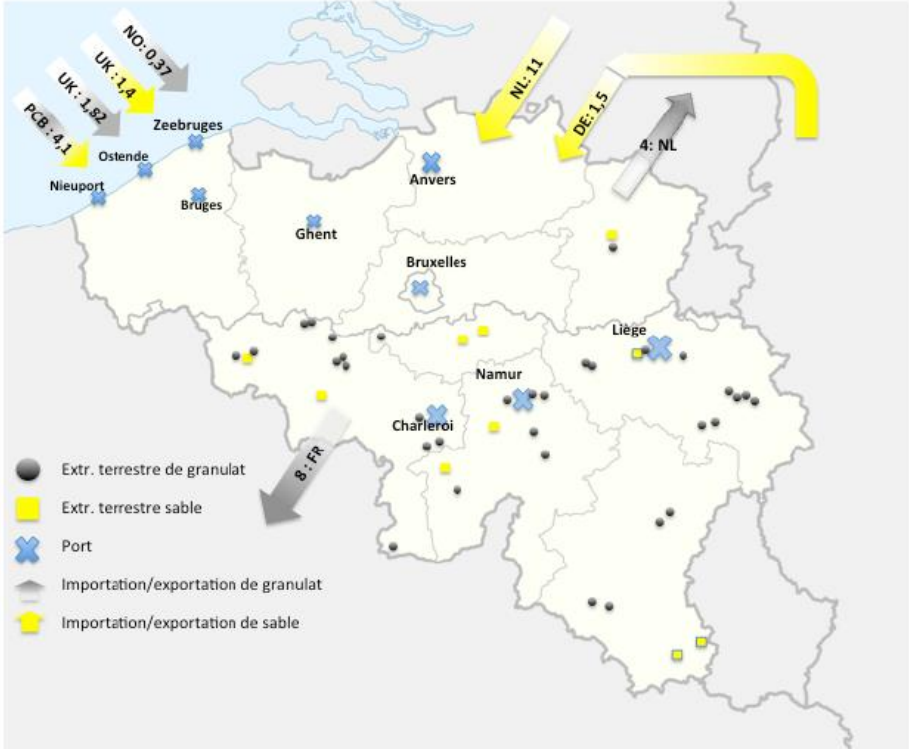 NO: 0,37
UK : 1,4
UK : 1,82
PCB : 4,1
NL: 11
DE: 1,5
4: NL
Zeebruges
Ostende
Nieuport
Bruges
Anvers
Ghent
Bruxelles
Liège
Namur
Charleroi
8 : FR
Extr. terrestre de granulat
Extr. terrestre sable
Port
Importation/exportation de granulat
Importation/exportation de sable